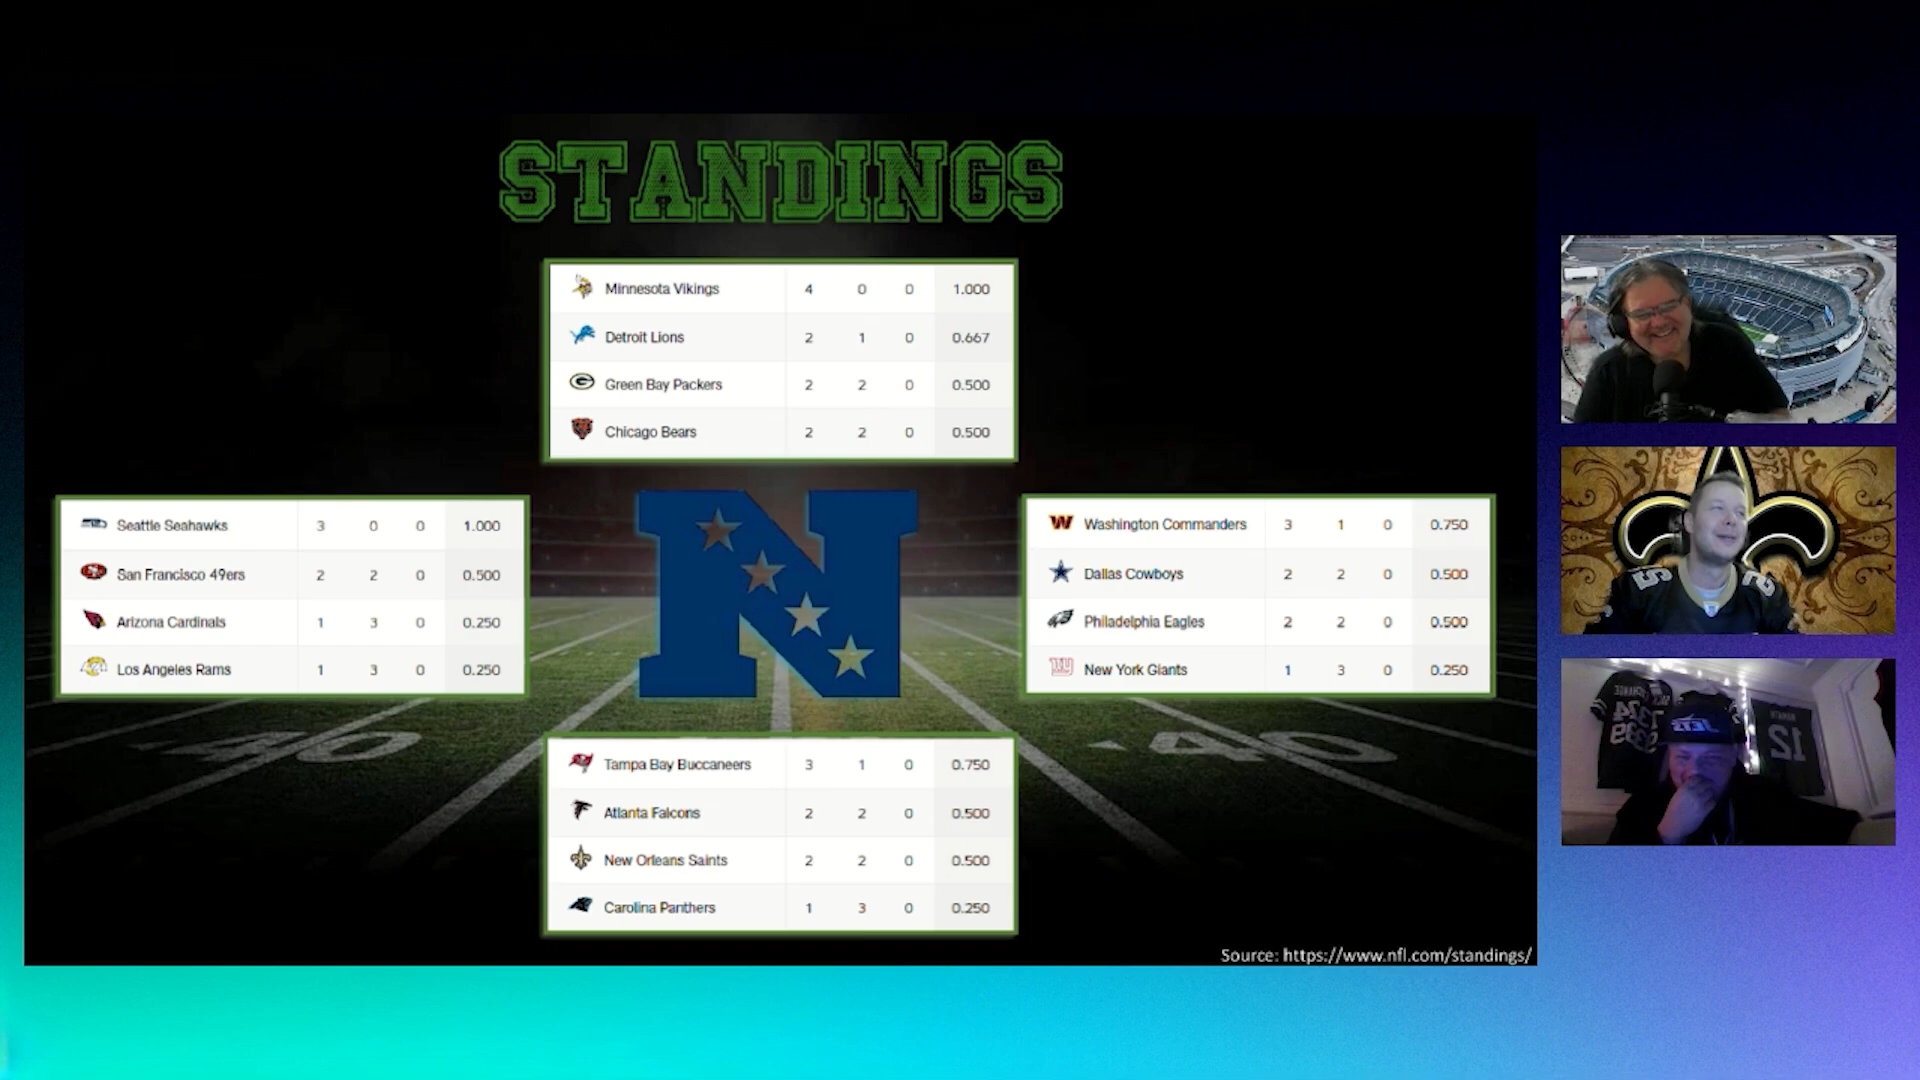 STANDINGS
Minnesota Vikings 4 0 0 1.000
Detroit Lions 2 1 0 0.667
Green Bay Packers 2 2 0 0.500
Chicago Bears 2 2 0 0.500
Seattle Seahawks 3 0 0 1.000
San Francisco 49ers 2 2 0 0.500
Arizona Cardinals 1 3 0 0.250
Los Angeles Rams 1 3 0 0.250
N
Washington Commanders 3 1 0 0.750
Dallas Cowboys 2 2 0 0.500
Philadelphia Eagles 2 2 0 0.500
New York Giants 1 3 0 0.250
40
40
Tampa Bay Buccaneers 3 1 0 0.750
Atlanta Falcons 2 2 0 0.500
New Orleans Saints 2 2 0 0.500
Carolina Panthers 1 3 0 0.250
Source: https://www.nfl.com/standings/
JETS
12